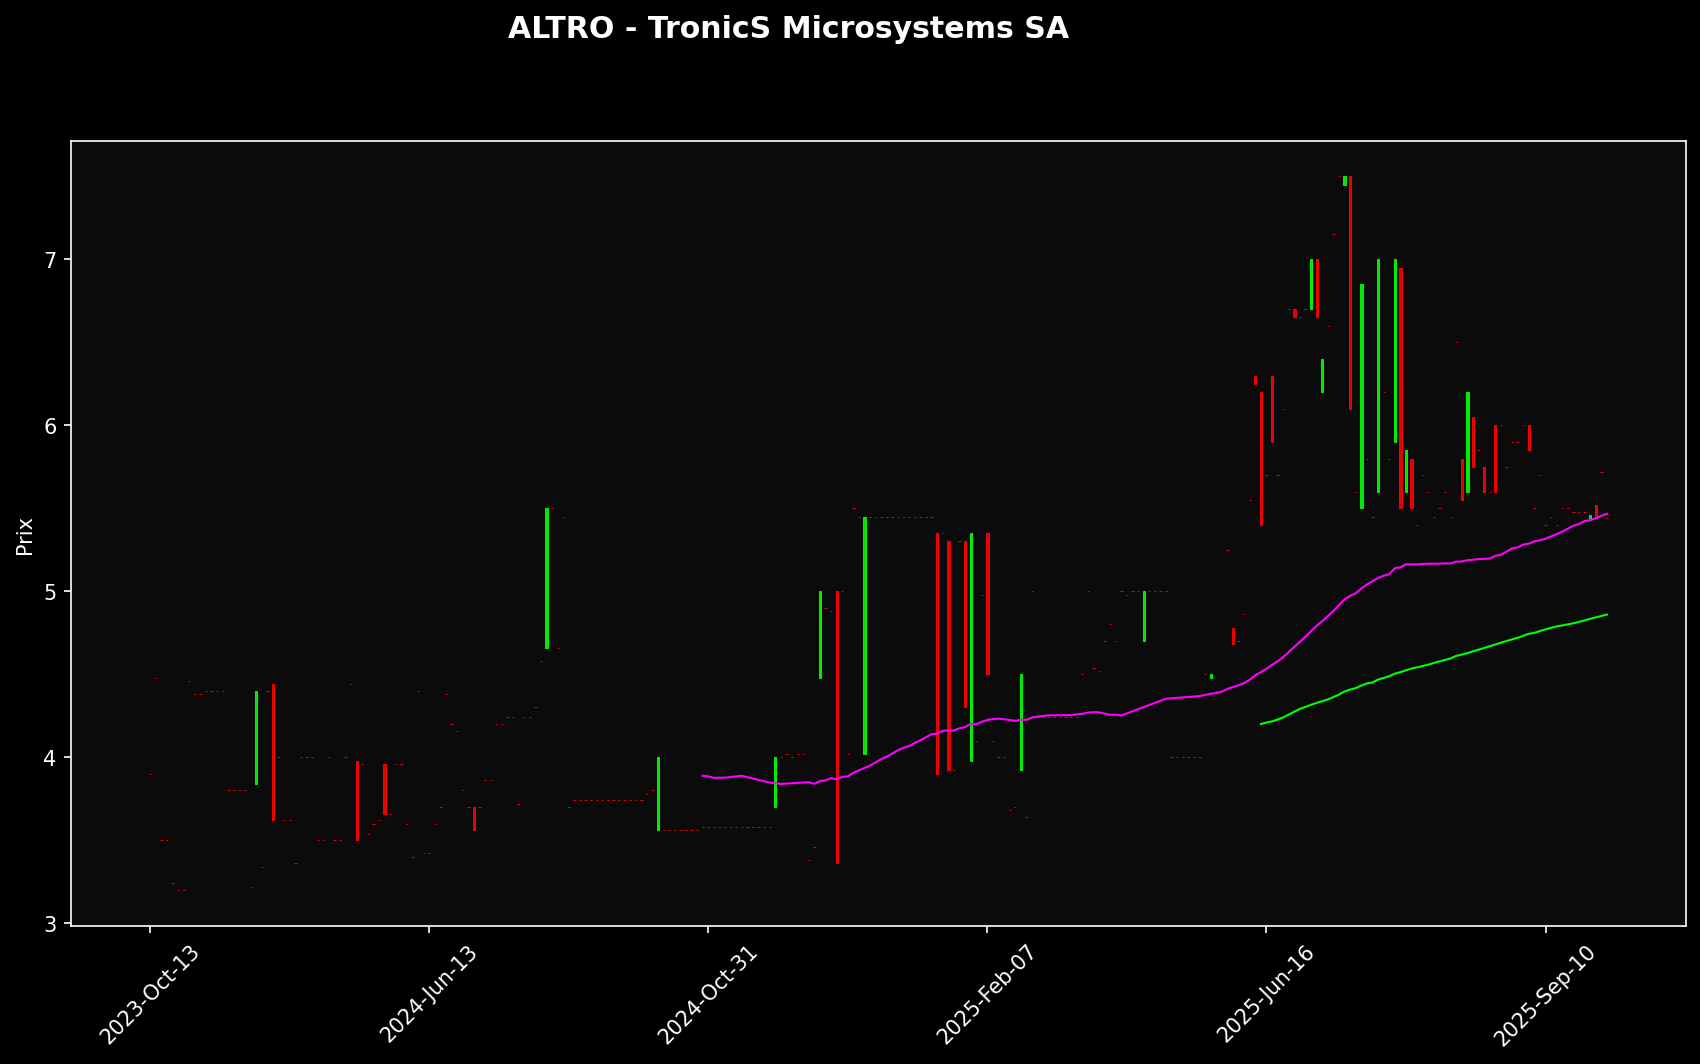 ALTRO - TronicS Microsystems SA
Prix
7
6
5
4
3
2023-Oct-13
2024-Jun-13
2024-Oct-31
2025-Feb-07
2025-Jun-16
2025-Sep-10